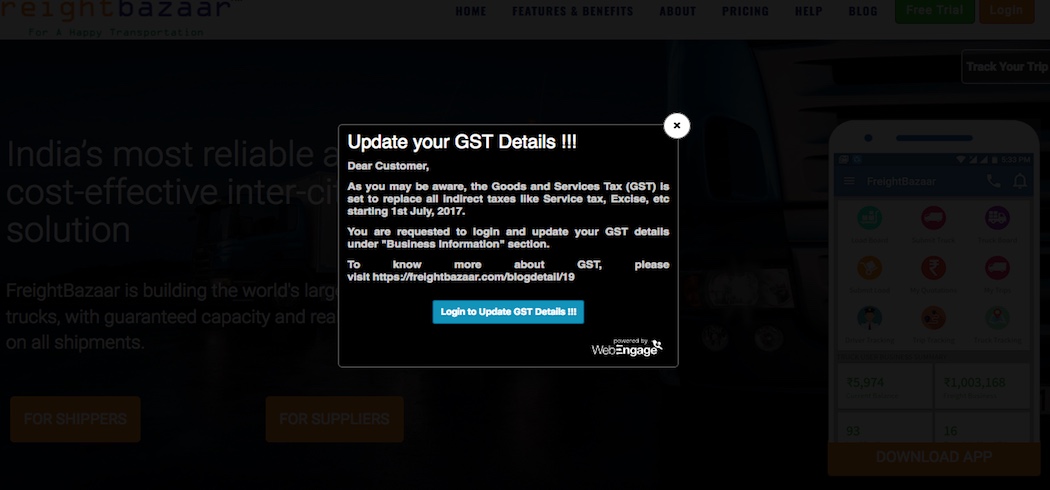 reightbazaar
For A Happy Transportation
HOME FEATURES & BENEFITS ABOUT PRICING HELP BLOG Free Trial Login
Track Your Trip
Update your GST Details !!!
Dear Customer,
As you may be aware, the Goods and Services Tax (GST) is
set to replace all Indirect taxes like Service tax, Excise, etc
starting 1st July, 2017.
You are requested to login and update your GST details
under "Business Information" section.
To know more about GST, please
visit https://freightbazaar.com/blogdetail/19
Login to Update GST Details !!!
powered by
WebEngage
India's most reliable a
cost-effective inter-ci
solution
FreightBazaar is building the world's large
trucks, with guaranteed capacity and rea
on all shipments.
FOR SHIPPERS FOR SUPPLIERS
5:33 PM
FreightBazaar
₹5,974 ₹1,003,168
93 16
DOWNLOAD APP